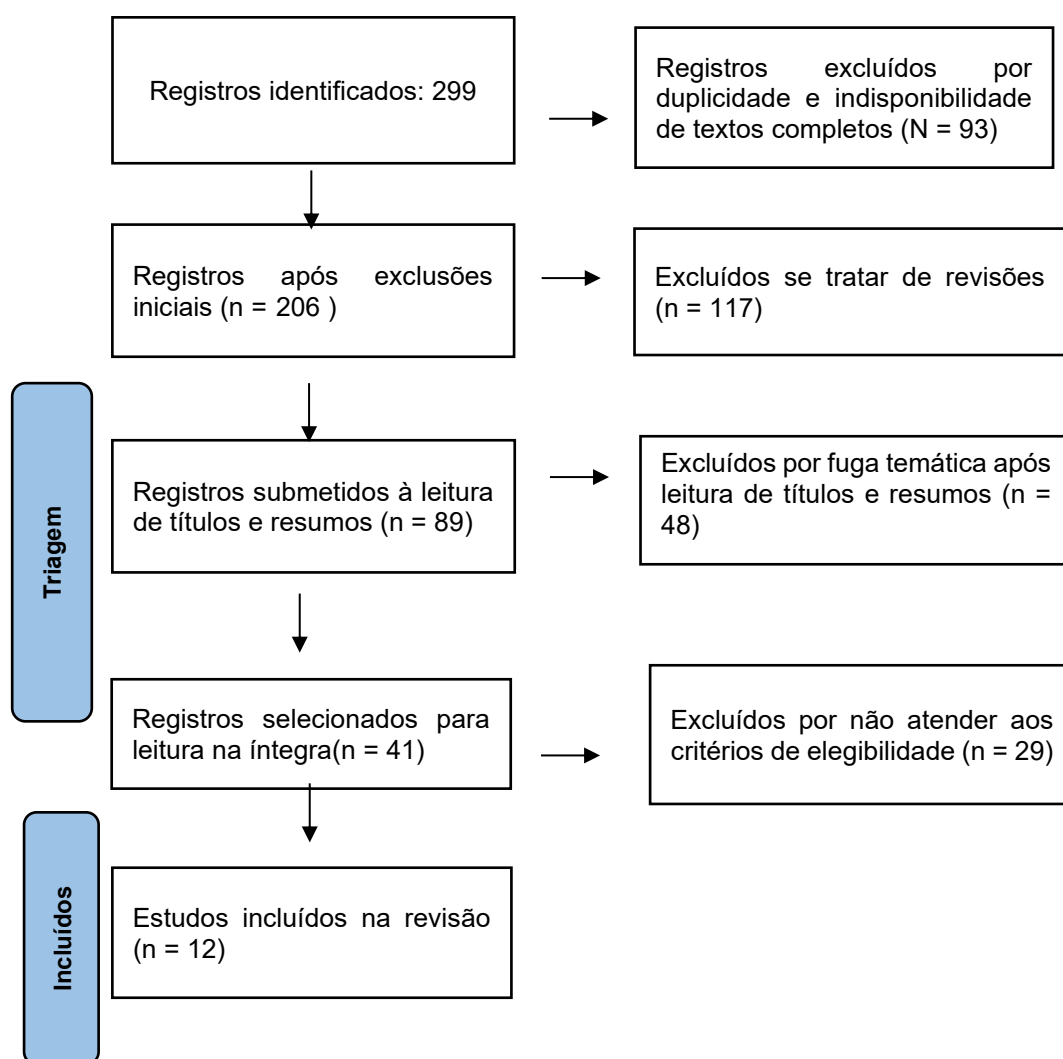 Registros identificados: 299
Registros excluídos por
duplicidade e indisponibilidade
de textos completos (N = 93)
Registros após exclusões
iniciais (n = 206 )
Excluídos se tratar de revisões
(n = 117)
Triagem
Registros submetidos à leitura
de títulos e resumos (n = 89)
Excluídos por fuga temática após
leitura de títulos e resumos (n =
48)
Registros selecionados para
leitura na íntegra(n = 41)
Excluídos por não atender aos
critérios de elegibilidade (n = 29)
Incluídos
Estudos incluídos na revisão
(n = 12)